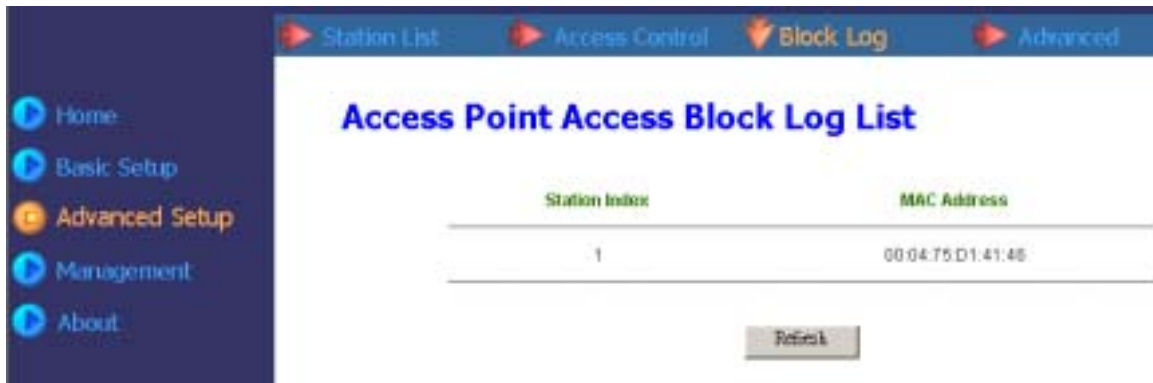 Station List Access Control Block Log Advanced
Home
Basic Setup
Advanced Setup
Management
About
Access Point Access Block Log List
Station Index MAC Address
1 00:04:75:D1:41:46
Refresh